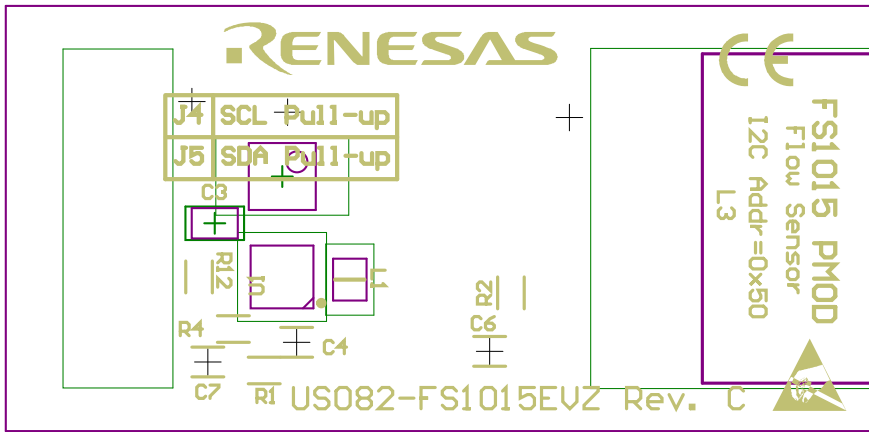 RENESAS
J4 SCL Pull-up
J5 SDA Pull-up
C3
R12
U1
L1
R2
R4
C4
C6
C7
R1
US082-FS1015EVZ Rev. C
FS1015 PMOD
Flow Sensor
I2C Addr=0x50
L3
CE